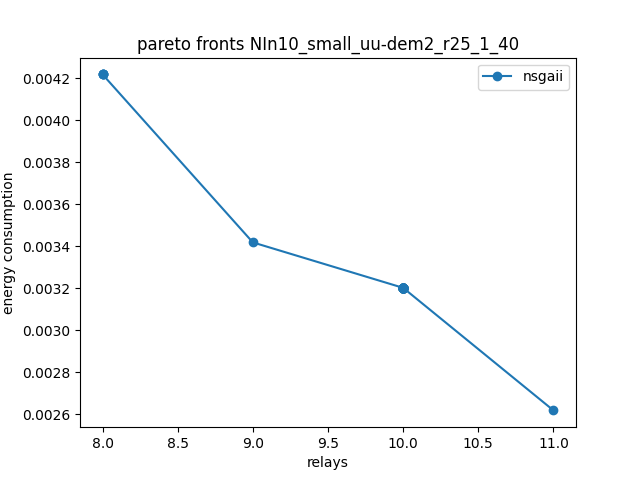 pareto fronts NIn10_small_uu-dem2_r25_1_40
nsgaii
energy consumption
0.0042
0.0040
0.0038
0.0036
0.0034
0.0032
0.0030
0.0028
0.0026
8.0 8.5 9.0 9.5 10.0 10.5 11.0
relays